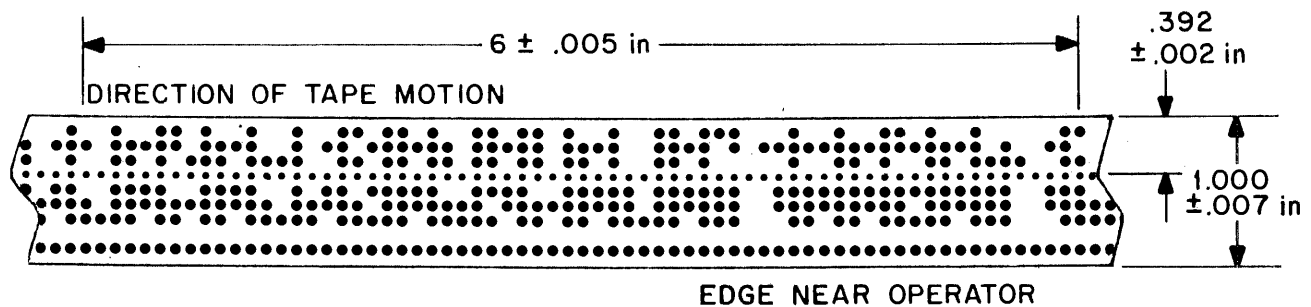 6 ± .005 in
.392
± .002 in
DIRECTION OF TAPE MOTION
1.000
± .007 in
EDGE NEAR OPERATOR